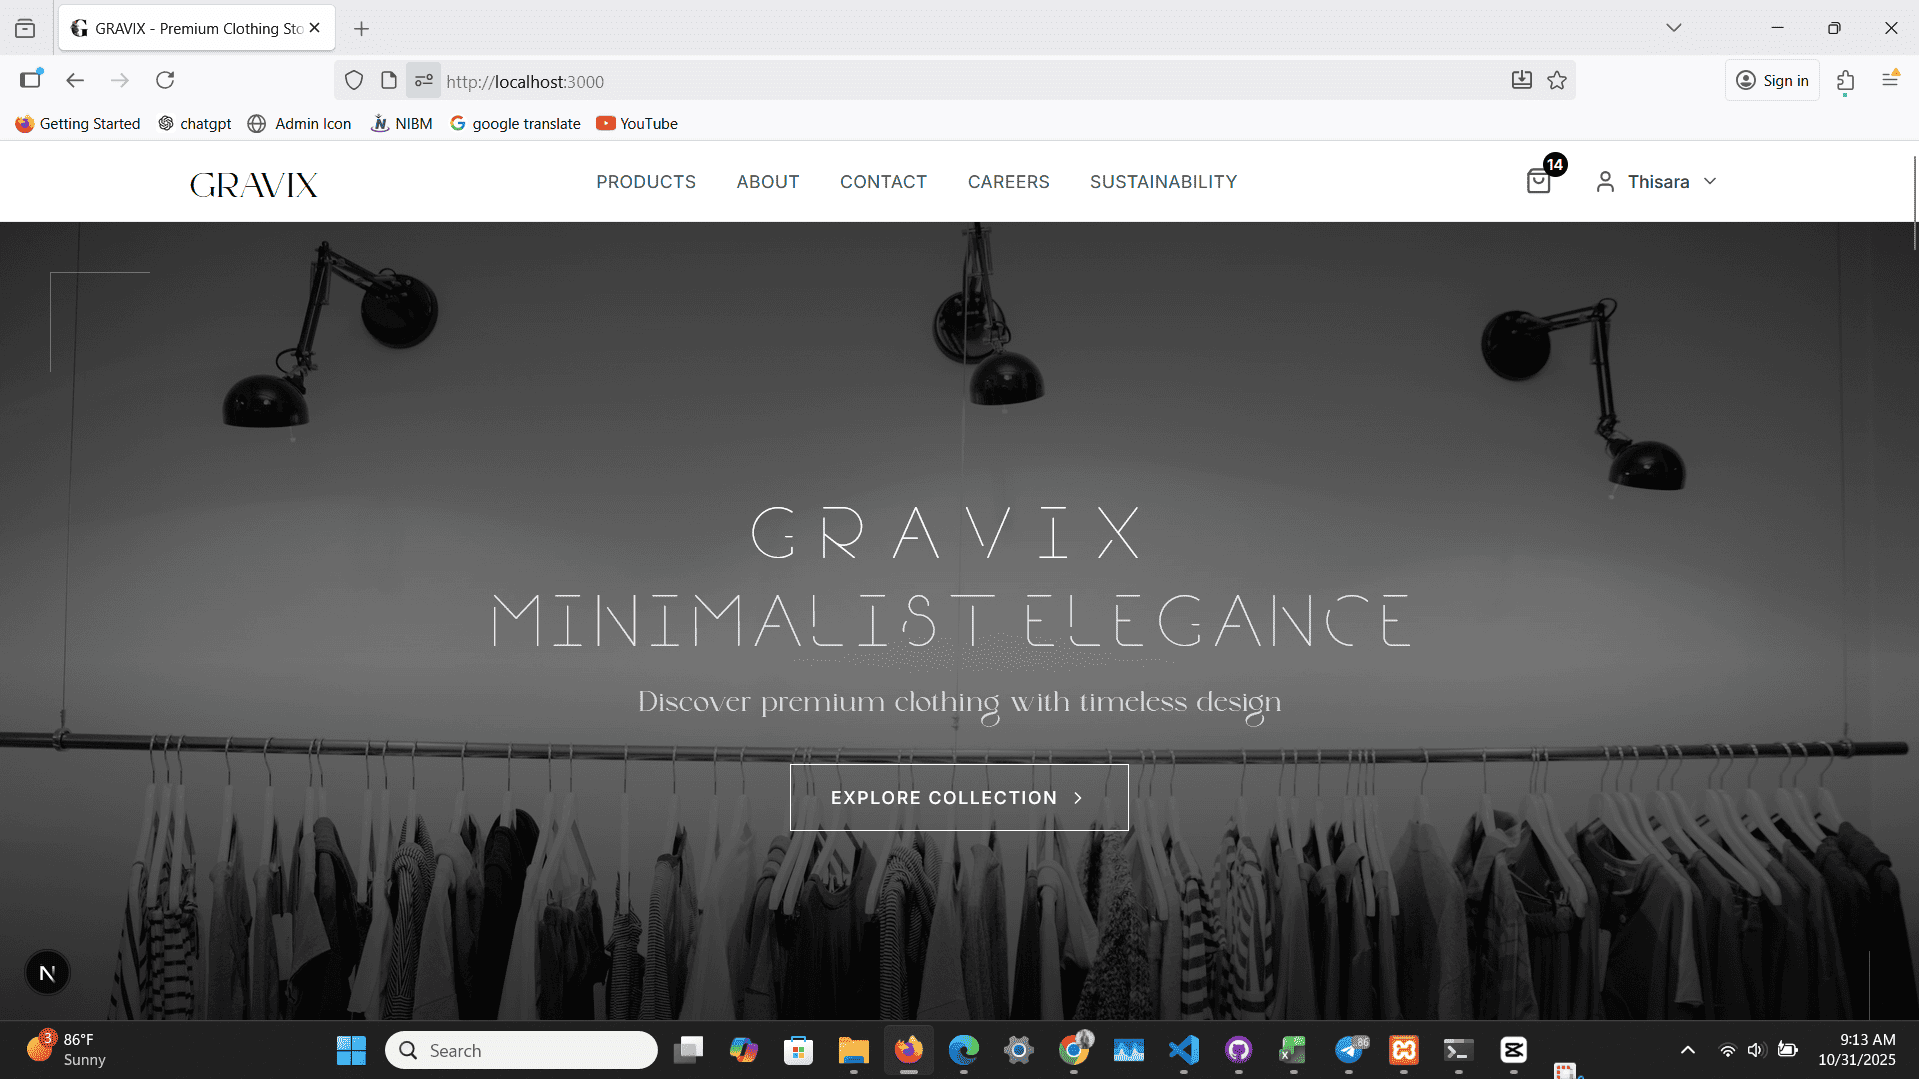 GRAVIX - Premium Clothing Sto
http://localhost:3000
Sign in
Getting Started
chatgpt
Admin Icon
NIBM
google translate
YouTube
GRAVIX
PRODUCTS
ABOUT
CONTACT
CAREERS
SUSTAINABILITY
14
Thisara
GRAVIX
MINIMALIST ELEGANCE
Discover premium clothing with timeless design
EXPLORE COLLECTION
N
3
86°F
Sunny
Search
86
9:13 AM
10/31/2025